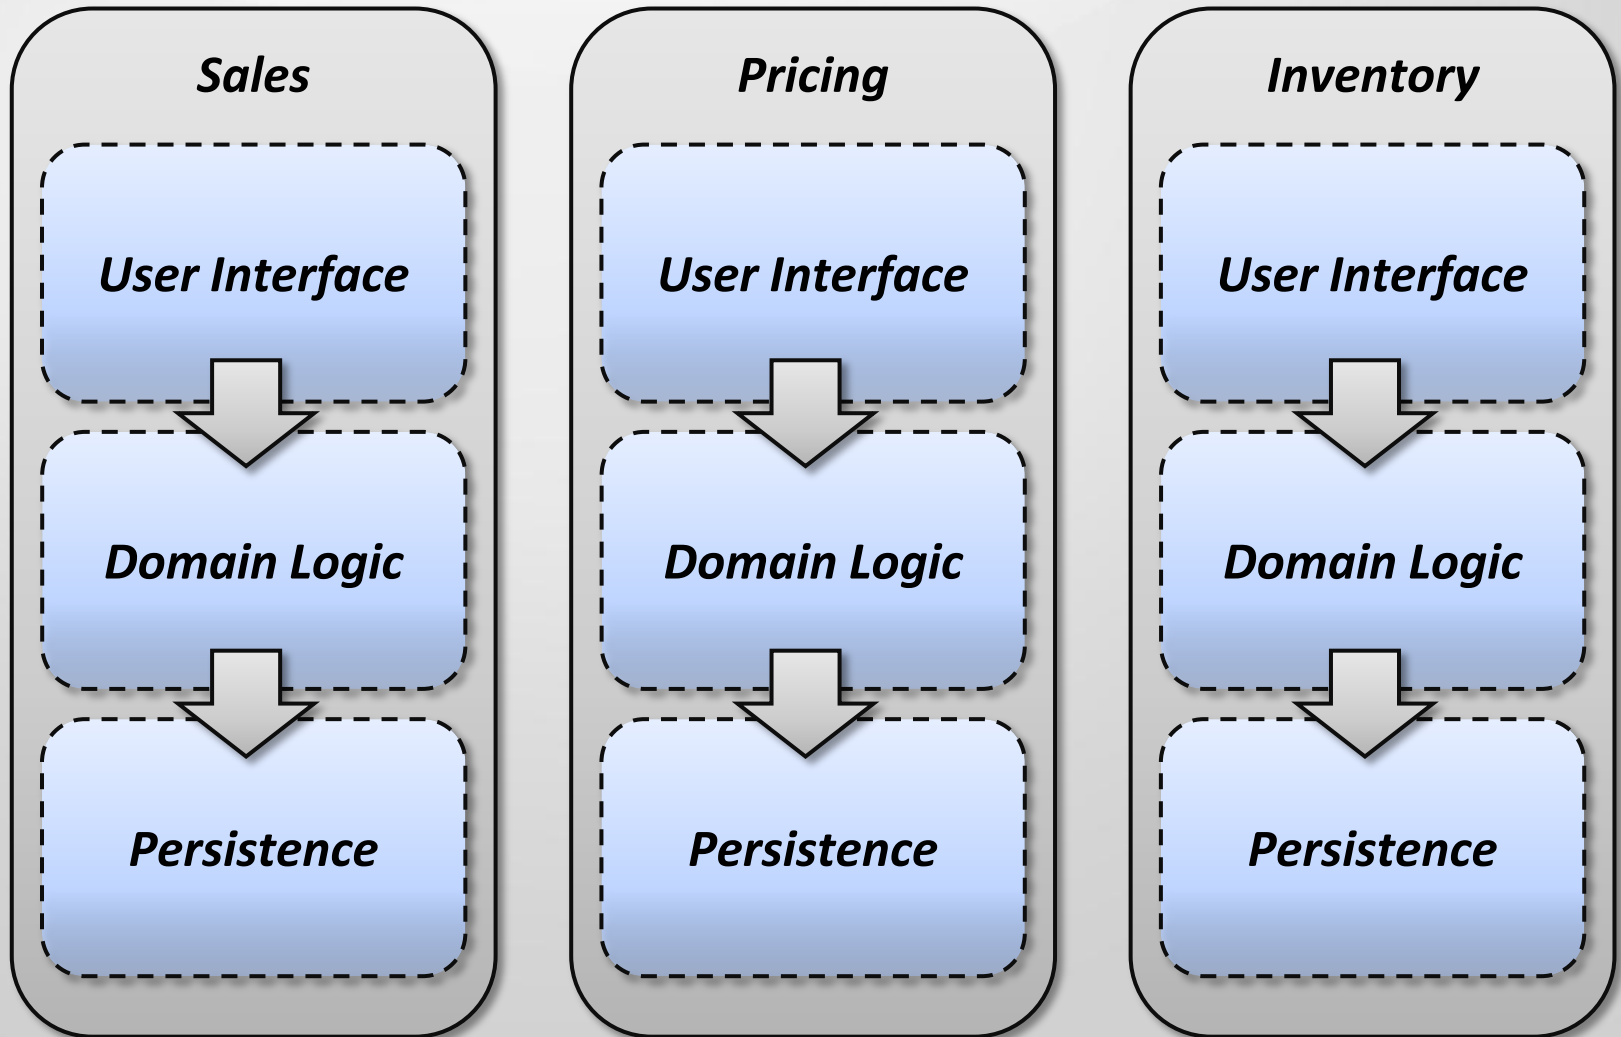 Sales
User Interface
Domain Logic
Persistence
Pricing
User Interface
Domain Logic
Persistence
Inventory
User Interface
Domain Logic
Persistence